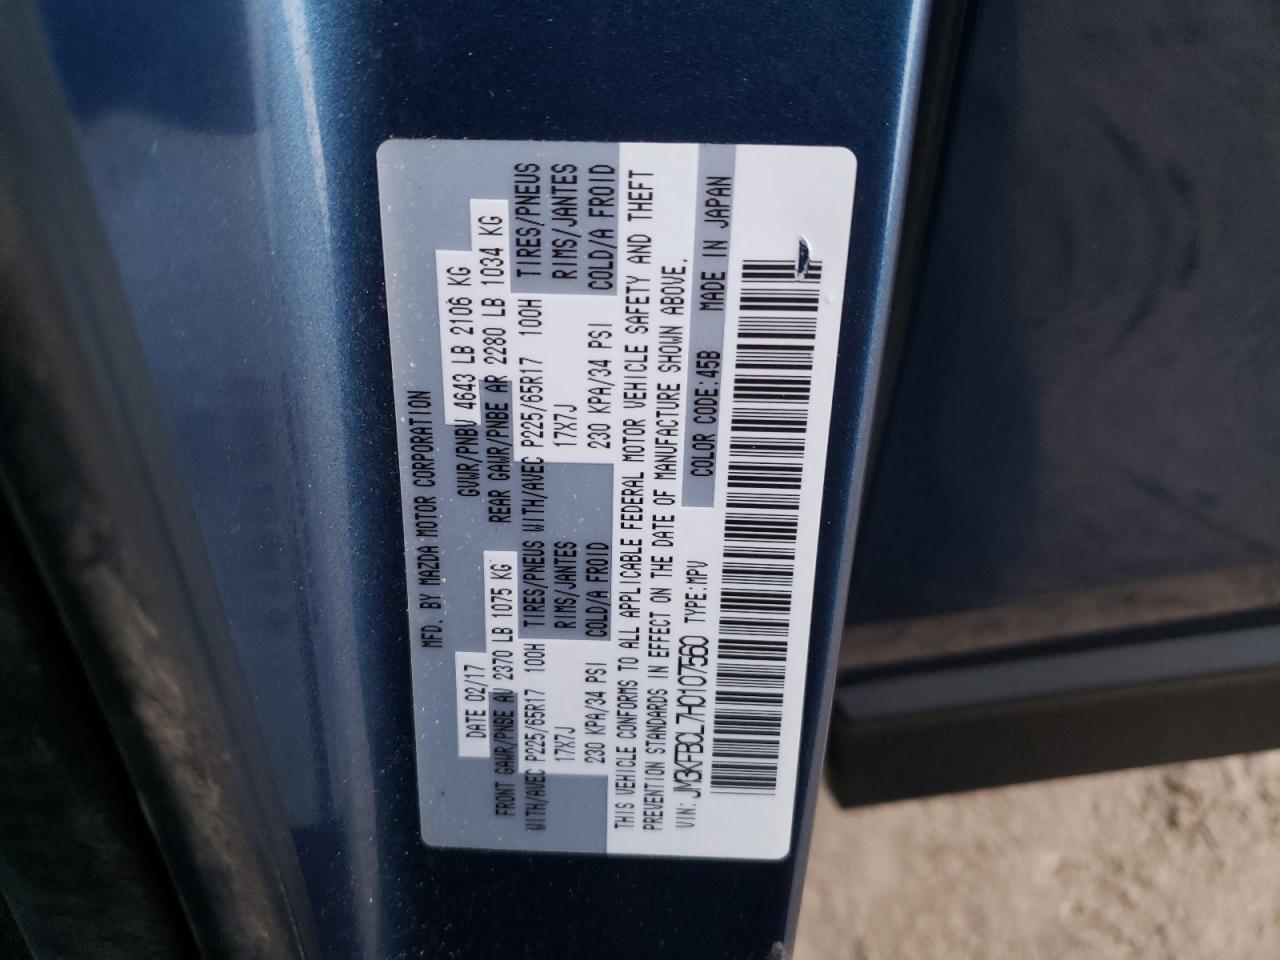 MFD. BY MAZDA MOTOR CORPORATION
DATE 02/17 GVWR/PNBV 4643 LB 2106 KG
FRONT GAWR/PNBE AV 2370 LB 1075 KG REAR GAWR/PNBE AR 2280 LB 1034 KG
WITH/AVEC P225/65R17 100H TIRES/PNEUS WITH/AVEC P225/65R17 100H TIRES/PNEUS
17X7J RIMS/JANTES 17X7J RIMS/JANTES
230 KPA/34 PSI COLD/A FROID 230 KPA/34 PSI COLD/A FROID
THIS VEHICLE CONFORMS TO ALL APPLICABLE FEDERAL MOTOR VEHICLE SAFETY AND THEFT
PREVENTION STANDARDS IN EFFECT ON THE DATE OF MANUFACTURE SHOWN ABOVE.
VIN: JM3KFBCL7H0107560 TYPE:MPV COLOR CODE:45B MADE IN JAPAN